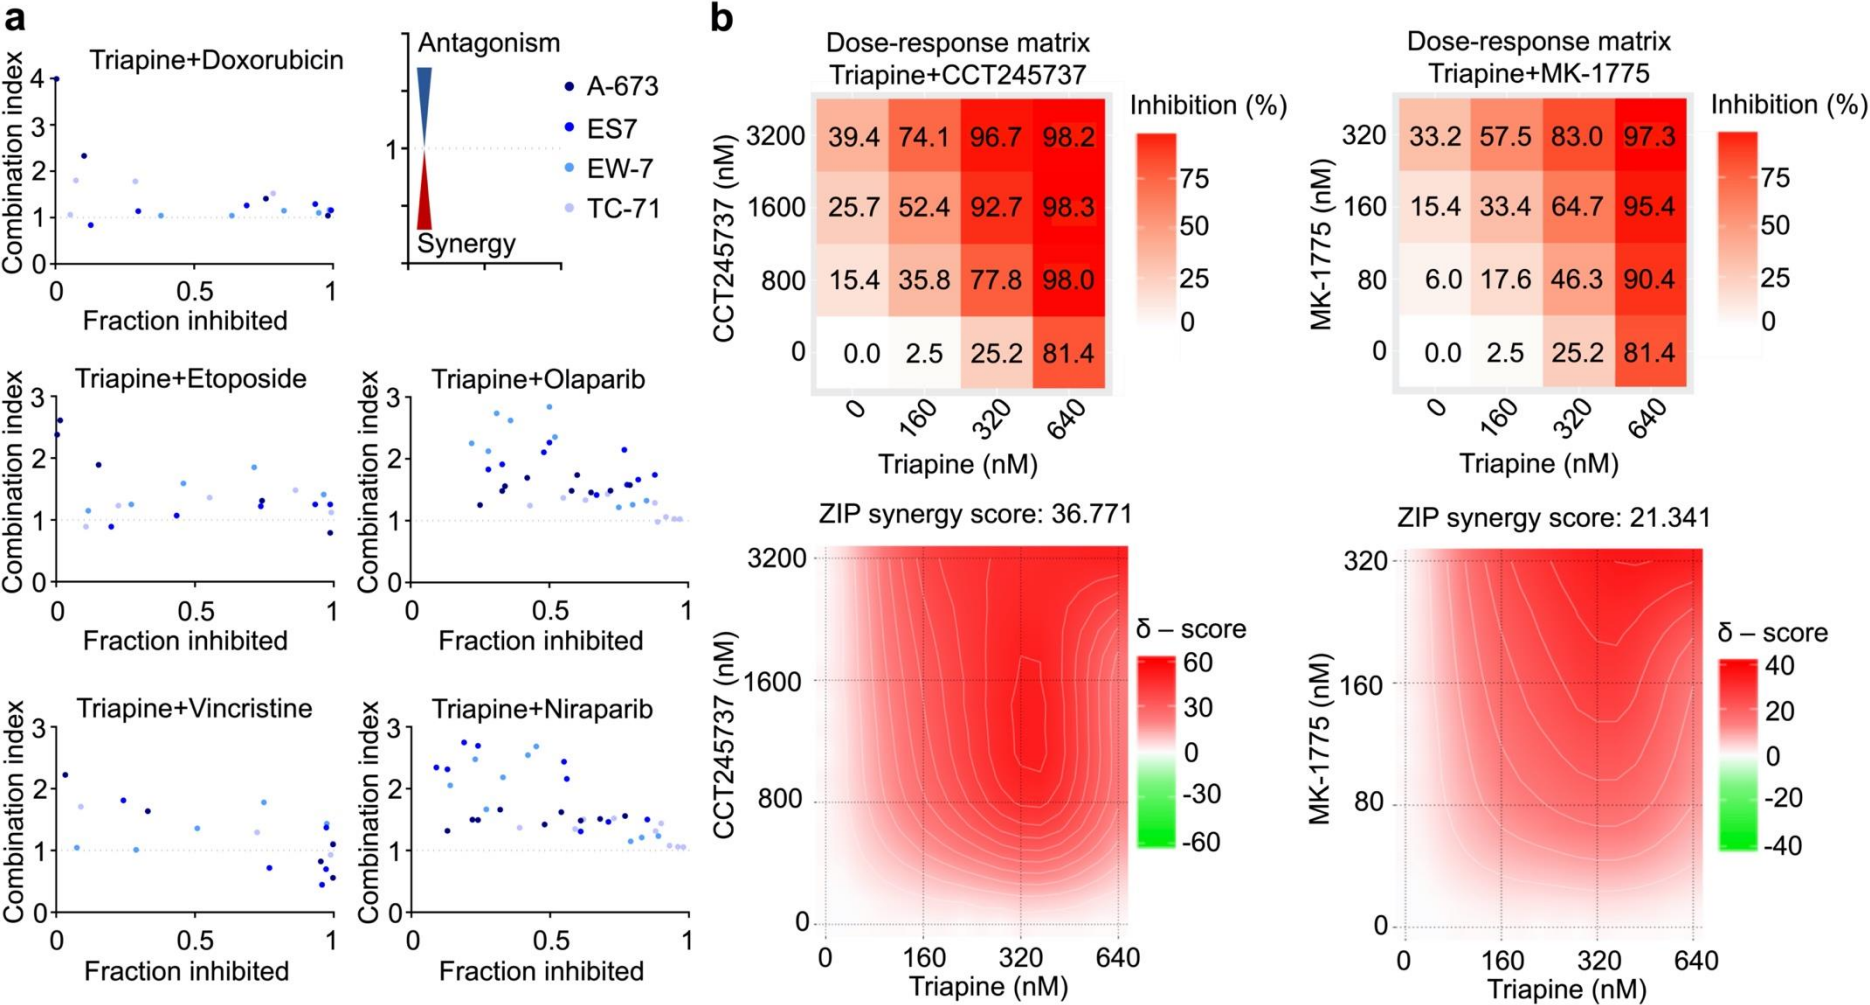 a
Triapine+Doxorubicin
Combination index
4
3
2
1
0
0 0.5 1
Fraction inhibited
Antagonism
1
Synergy
A-673
ES7
EW-7
TC-71
Triapine+Etoposide
Combination index
3
2
1
0
0 0.5 1
Fraction inhibited
Triapine+Olaparib
Combination index
3
2
1
0
0 0.5 1
Fraction inhibited
Triapine+Vincristine
Combination index
3
2
1
0
0 0.5 1
Fraction inhibited
Triapine+Niraparib
Combination index
3
2
1
0
0 0.5 1
Fraction inhibited
b
Dose-response matrix
Triapine+CCT245737
CCT245737 (nM)
3200 39.4 74.1 96.7 98.2
1600 25.7 52.4 92.7 98.3
800 15.4 35.8 77.8 98.0
0 0.0 2.5 25.2 81.4
0 160 320 640
Triapine (nM)
Inhibition (%)
75
50
25
0
Dose-response matrix
Triapine+MK-1775
MK-1775 (nM)
320 33.2 57.5 83.0 97.3
160 15.4 33.4 64.7 95.4
80 6.0 17.6 46.3 90.4
0 0.0 2.5 25.2 81.4
0 160 320 640
Triapine (nM)
Inhibition (%)
75
50
25
0
ZIP synergy score: 36.771
CCT245737 (nM)
3200
1600
800
0
0 160 320 640
Triapine (nM)
δ – score
60
30
0
-30
-60
ZIP synergy score: 21.341
MK-1775 (nM)
320
160
80
0
0 160 320 640
Triapine (nM)
δ – score
40
20
0
-20
-40